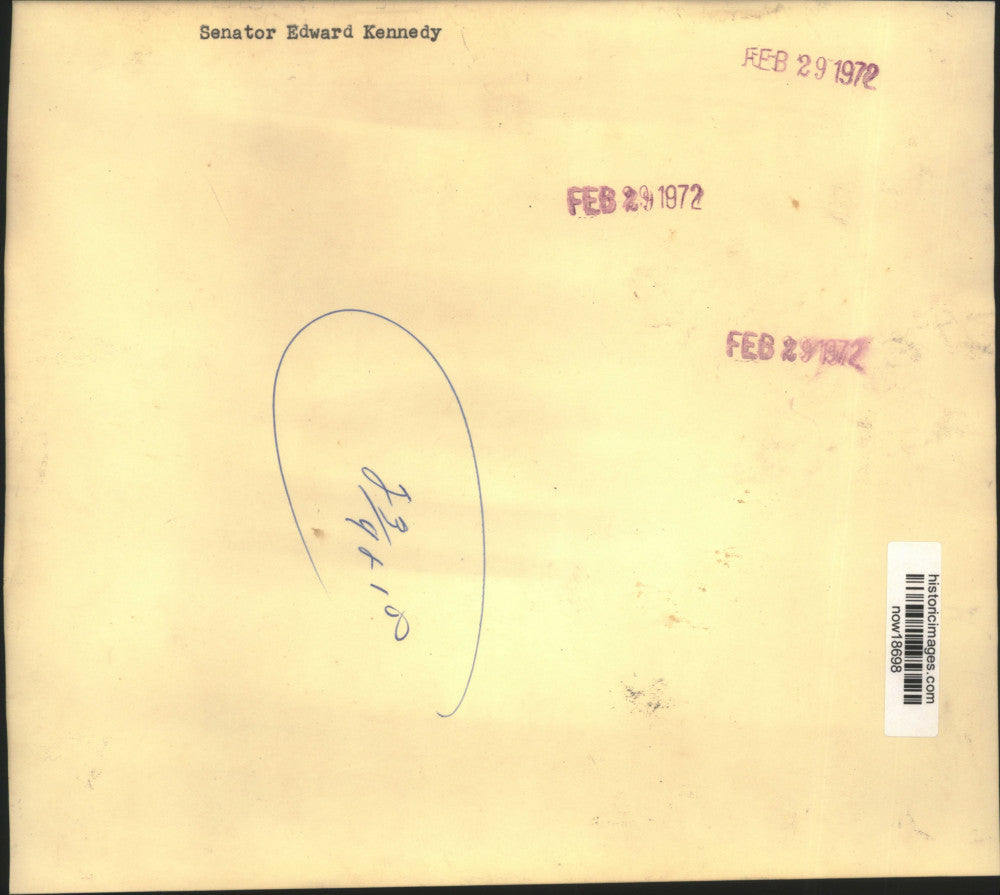 Senator Edward Kennedy
FEB 29 1972
FEB 29 1972
FEB 29 1972
historicimages.com
now18698